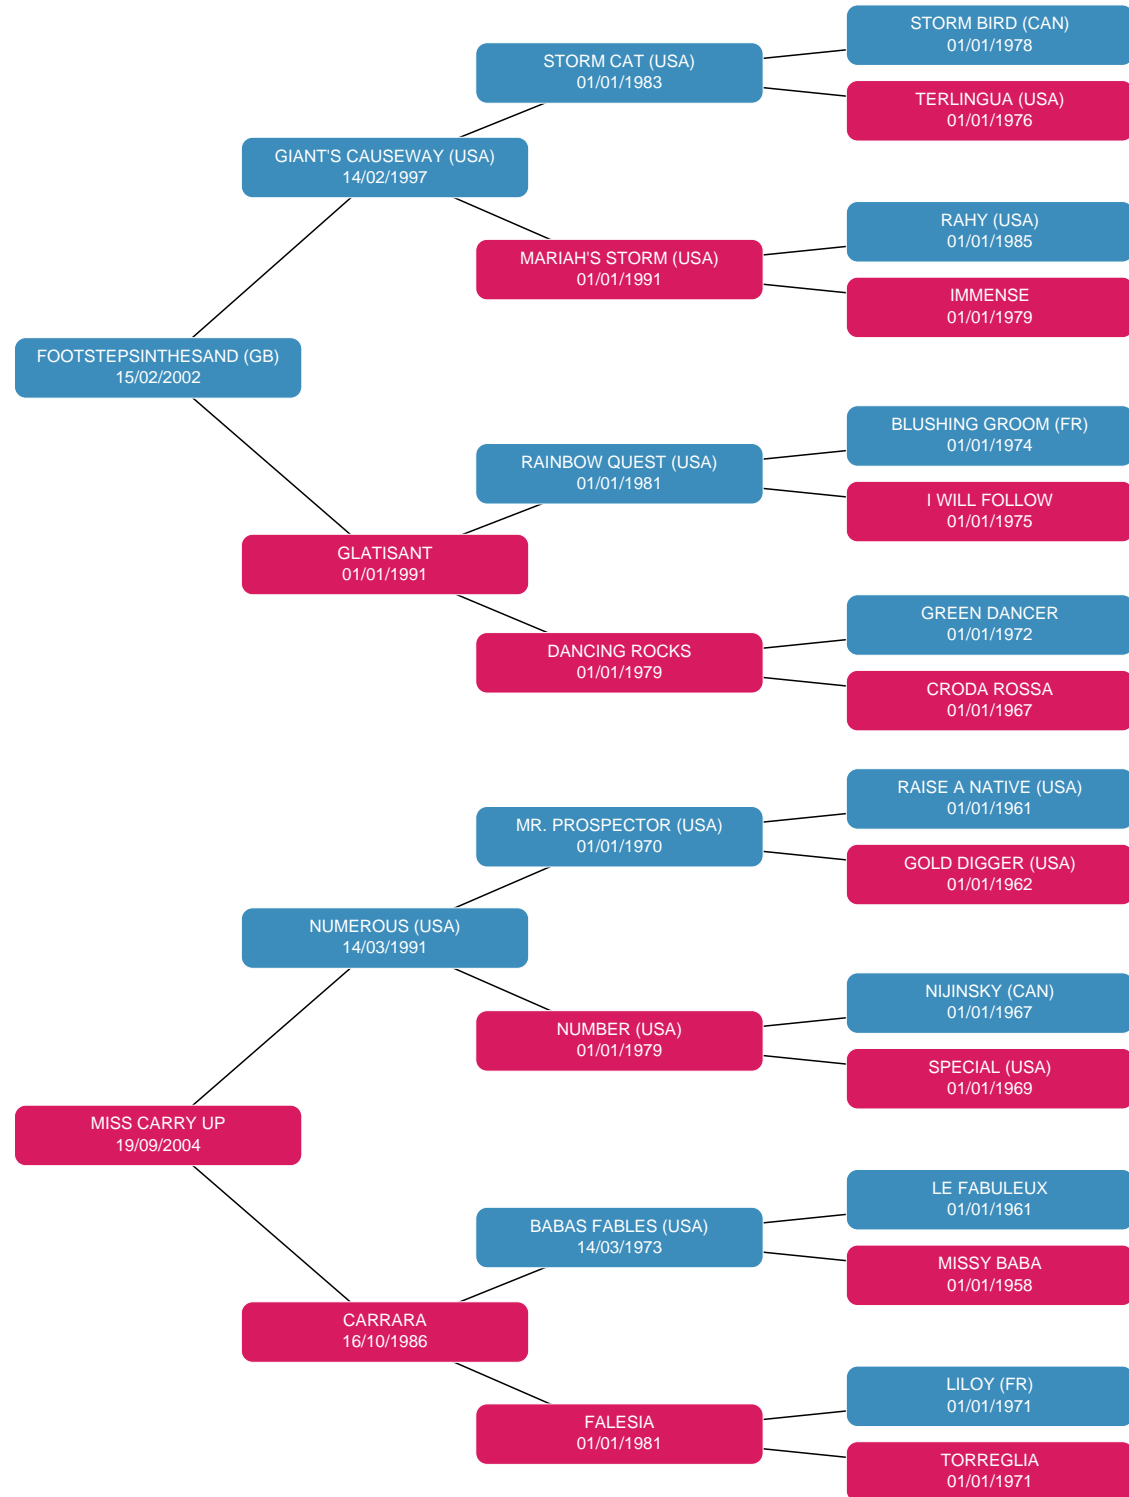 STORM BIRD (CAN)
01/01/1978
STORM CAT (USA)
01/01/1983
TERLINGUA (USA)
01/01/1976
GIANT'S CAUSEWAY (USA)
14/02/1997
RAHY (USA)
01/01/1985
MARIAH'S STORM (USA)
01/01/1991
IMMENSE
01/01/1979
FOOTSTEPSINTHESAND (GB)
15/02/2002
BLUSHING GROOM (FR)
01/01/1974
RAINBOW QUEST (USA)
01/01/1981
I WILL FOLLOW
01/01/1975
GLATISANT
01/01/1991
GREEN DANCER
01/01/1972
DANCING ROCKS
01/01/1979
CRODA ROSSA
01/01/1967
RAISE A NATIVE (USA)
01/01/1961
MR. PROSPECTOR (USA)
01/01/1970
GOLD DIGGER (USA)
01/01/1962
NUMEROUS (USA)
14/03/1991
NIJINSKY (CAN)
01/01/1967
NUMBER (USA)
01/01/1979
SPECIAL (USA)
01/01/1969
MISS CARRY UP
19/09/2004
LE FABULEUX
01/01/1961
BABAS FABLES (USA)
14/03/1973
MISSY BABA
01/01/1958
CARRARA
16/10/1986
LILOY (FR)
01/01/1971
FALESIA
01/01/1981
TORREGLIA
01/01/1971